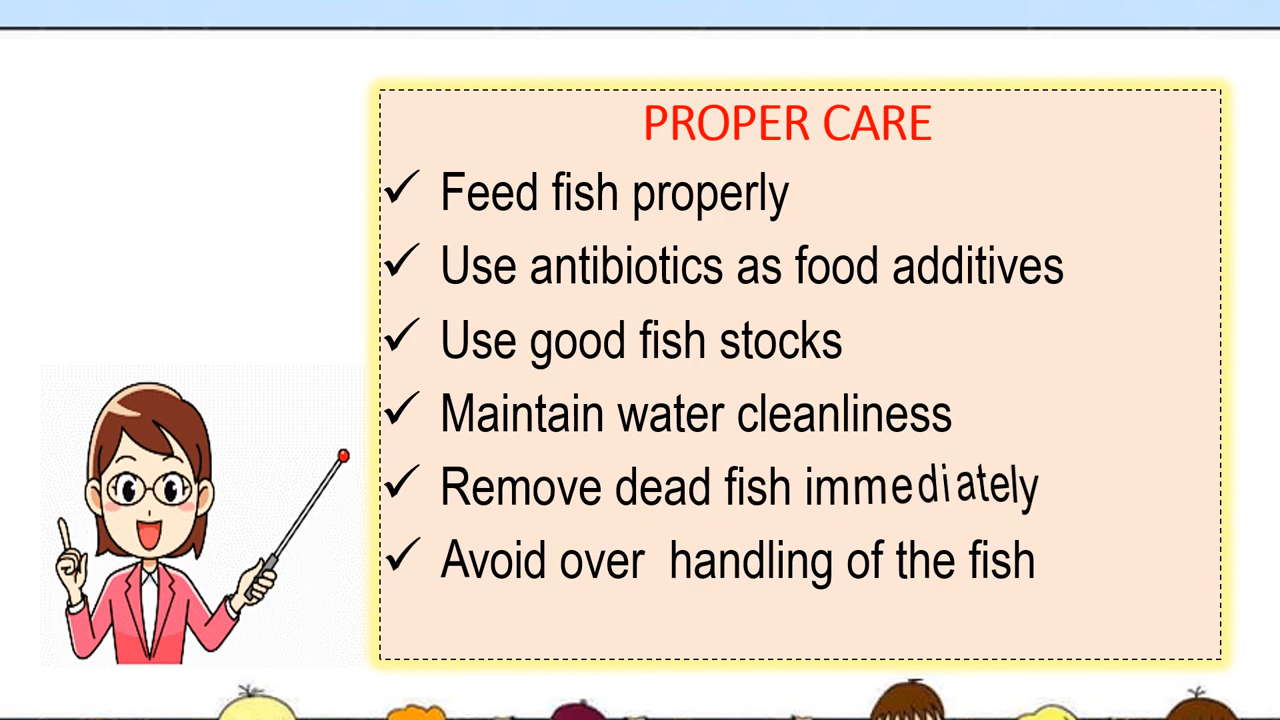 PROPER CARE
✓ Feed fish properly
✓ Use antibiotics as food additives
✓ Use good fish stocks
✓ Maintain water cleanliness
✓ Remove dead fish immediately
✓ Avoid over  handling of the fish